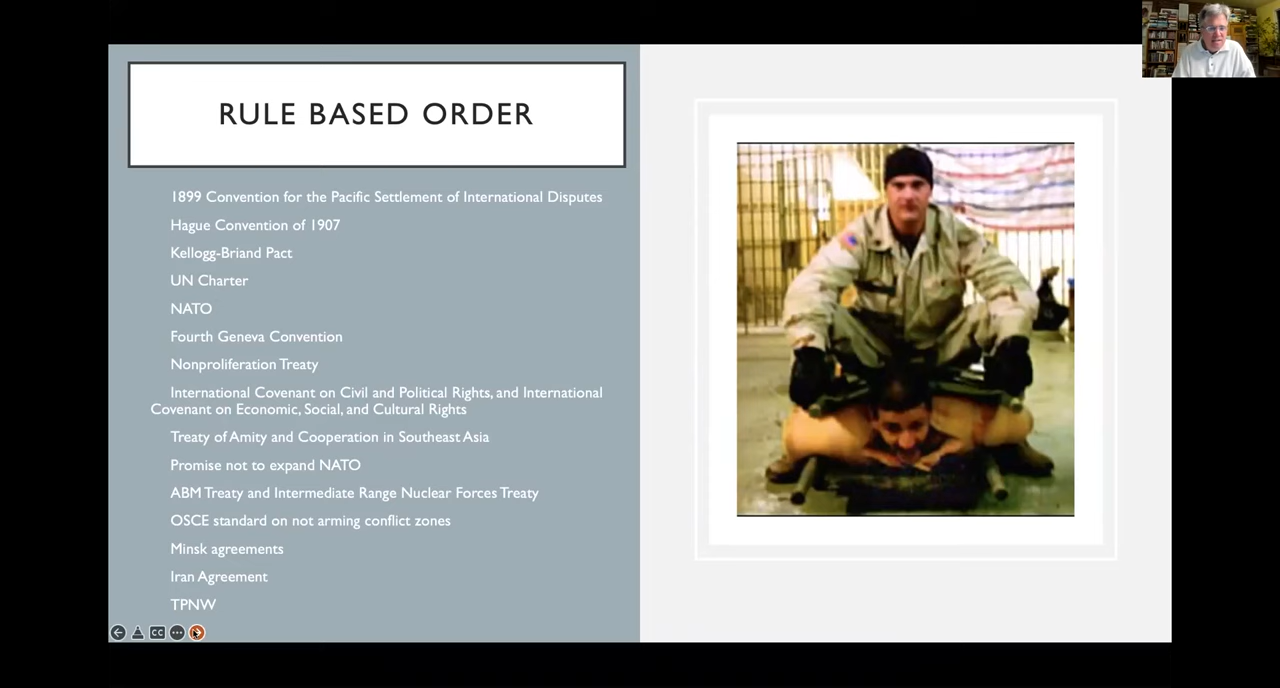 RULE BASED ORDER
1899 Convention for the Pacific Settlement of International Disputes
Hague Convention of 1907
Kellogg-Briand Pact
UN Charter
NATO
Fourth Geneva Convention
Nonproliferation Treaty
International Covenant on Civil and Political Rights, and International
Covenant on Economic, Social, and Cultural Rights
Treaty of Amity and Cooperation in Southeast Asia
Promise not to expand NATO
ABM Treaty and Intermediate Range Nuclear Forces Treaty
OSCE standard on not arming conflict zones
Minsk agreements
Iran Agreement
TPNW
CC